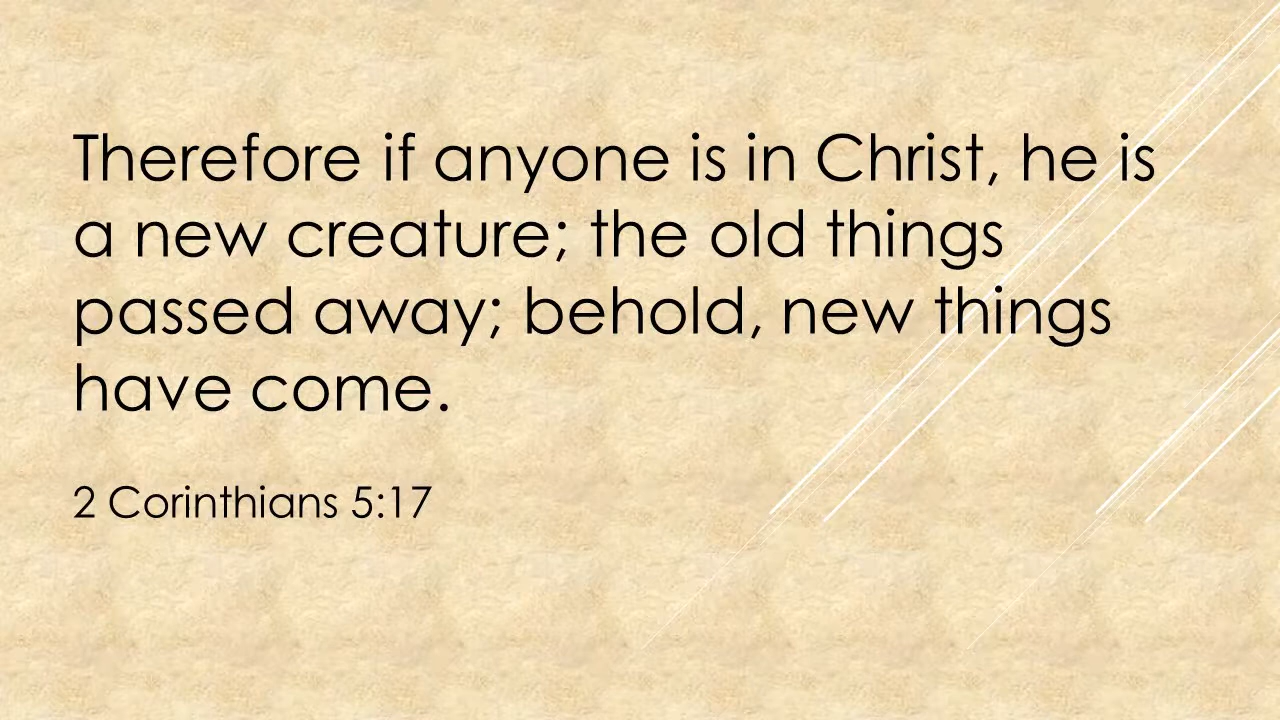 Therefore if anyone is in Christ, he is
a new creature; the old things
passed away; behold, new things
have come.
2 Corinthians 5:17